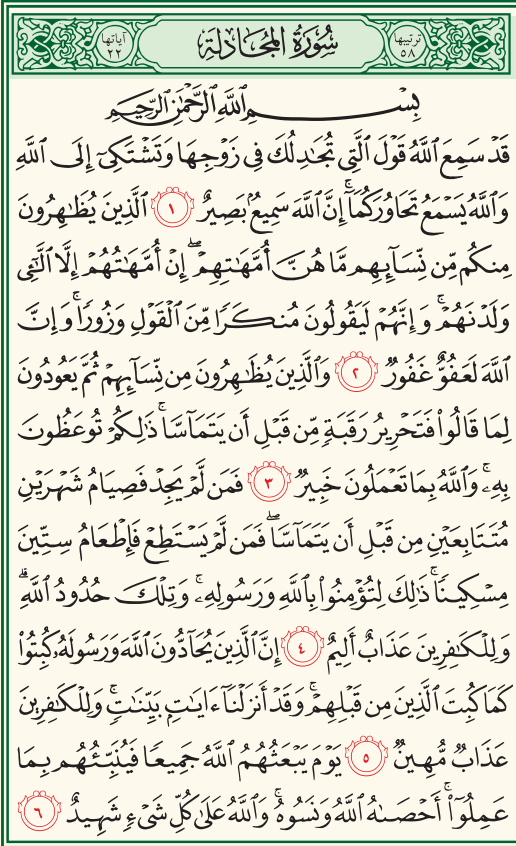 ترتيبها ٥٨ سُورَةُ الْمُجَادلَةِ آياتها ٢٢
بِسْمِ اللَّهِ الرَّحْمَٰنِ الرَّحِيمِ
قَدْ سَمِعَ ٱللَّهُ قَوْلَ ٱلَّتِي تُجَٰدِلُكَ فِي زَوْجِهَا وَتَشْتَكِيٓ إِلَى ٱللَّهِ
وَٱللَّهُ يَسْمَعُ تَحَاوُرَكُمَآۚ إِنَّ ٱللَّهَ سَمِيعُۢ بَصِيرٌ ١ ٱلَّذِينَ يُظَٰهِرُونَ
مِنكُم مِّن نِّسَآئِهِم مَّا هُنَّ أُمَّهَٰتِهِمْۖ إِنْ أُمَّهَٰتُهُمْ إِلَّا ٱلَّٰٓـِٔي
وَلَدْنَهُمْۚ وَإِنَّهُمْ لَيَقُولُونَ مُنكَرًا مِّنَ ٱلْقَوْلِ وَزُورًاۚ وَإِنَّ
ٱللَّهَ لَعَفُوٌّ غَفُورٌ ٢ وَٱلَّذِينَ يُظَٰهِرُونَ مِن نِّسَآئِهِمْ ثُمَّ يَعُودُونَ
لِمَا قَالُوا۟ فَتَحْرِيرُ رَقَبَةٍ مِّن قَبْلِ أَن يَتَمَآسَّاۚ ذَٰلِكُمْ تُوعَظُونَ
بِهِۦۚ وَٱللَّهُ بِمَا تَعْمَلُونَ خَبِيرٌ ٣ فَمَن لَّمْ يَجِدْ فَصِيَامُ شَهْرَيْنِ
مُتَتَابِعَيْنِ مِن قَبْلِ أَن يَتَمَآسَّاۖ فَمَن لَّمْ يَسْتَطِعْ فَإِطْعَامُ سِتِّينَ
مِسْكِينًاۚ ذَٰلِكَ لِتُؤْمِنُوا۟ بِٱللَّهِ وَرَسُولِهِۦۚ وَتِلْكَ حُدُودُ ٱللَّهِۗ
وَلِلْكَٰفِرِينَ عَذَابٌ أَلِيمٌ ٤ إِنَّ ٱلَّذِينَ يُحَآدُّونَ ٱللَّهَ وَرَسُولَهُۥ كُبِتُوا۟
كَمَا كُبِتَ ٱلَّذِينَ مِن قَبْلِهِمْۚ وَقَدْ أَنزَلْنَآ ءَايَٰتٍۭ بَيِّنَٰتٍۚ وَلِلْكَٰفِرِينَ
عَذَابٌ مُّهِينٌ ٥ يَوْمَ يَبْعَثُهُمُ ٱللَّهُ جَمِيعًا فَيُنَبِّئُهُم بِمَا
عَمِلُوٓا۟ۚ أَحْصَىٰهُ ٱللَّهُ وَنَسُوهُۚ وَٱللَّهُ عَلَىٰ كُلِّ شَيْءٍ شَهِيدٌ ٦